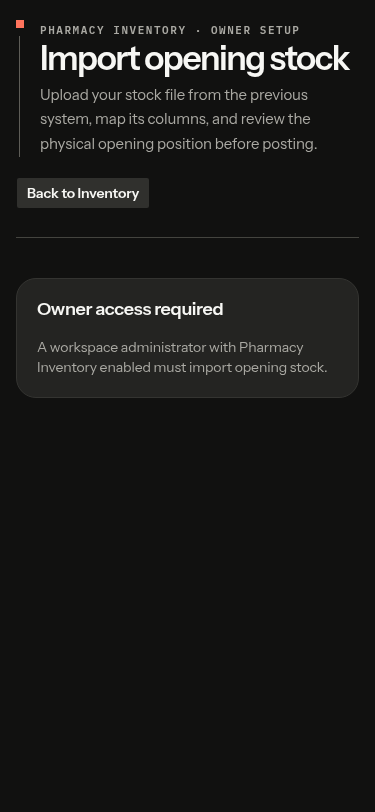 PHARMACY INVENTORY · OWNER SETUP
Import opening stock
Upload your stock file from the previous
system, map its columns, and review the
physical opening position before posting.
Back to Inventory
Owner access required
A workspace administrator with Pharmacy
Inventory enabled must import opening stock.